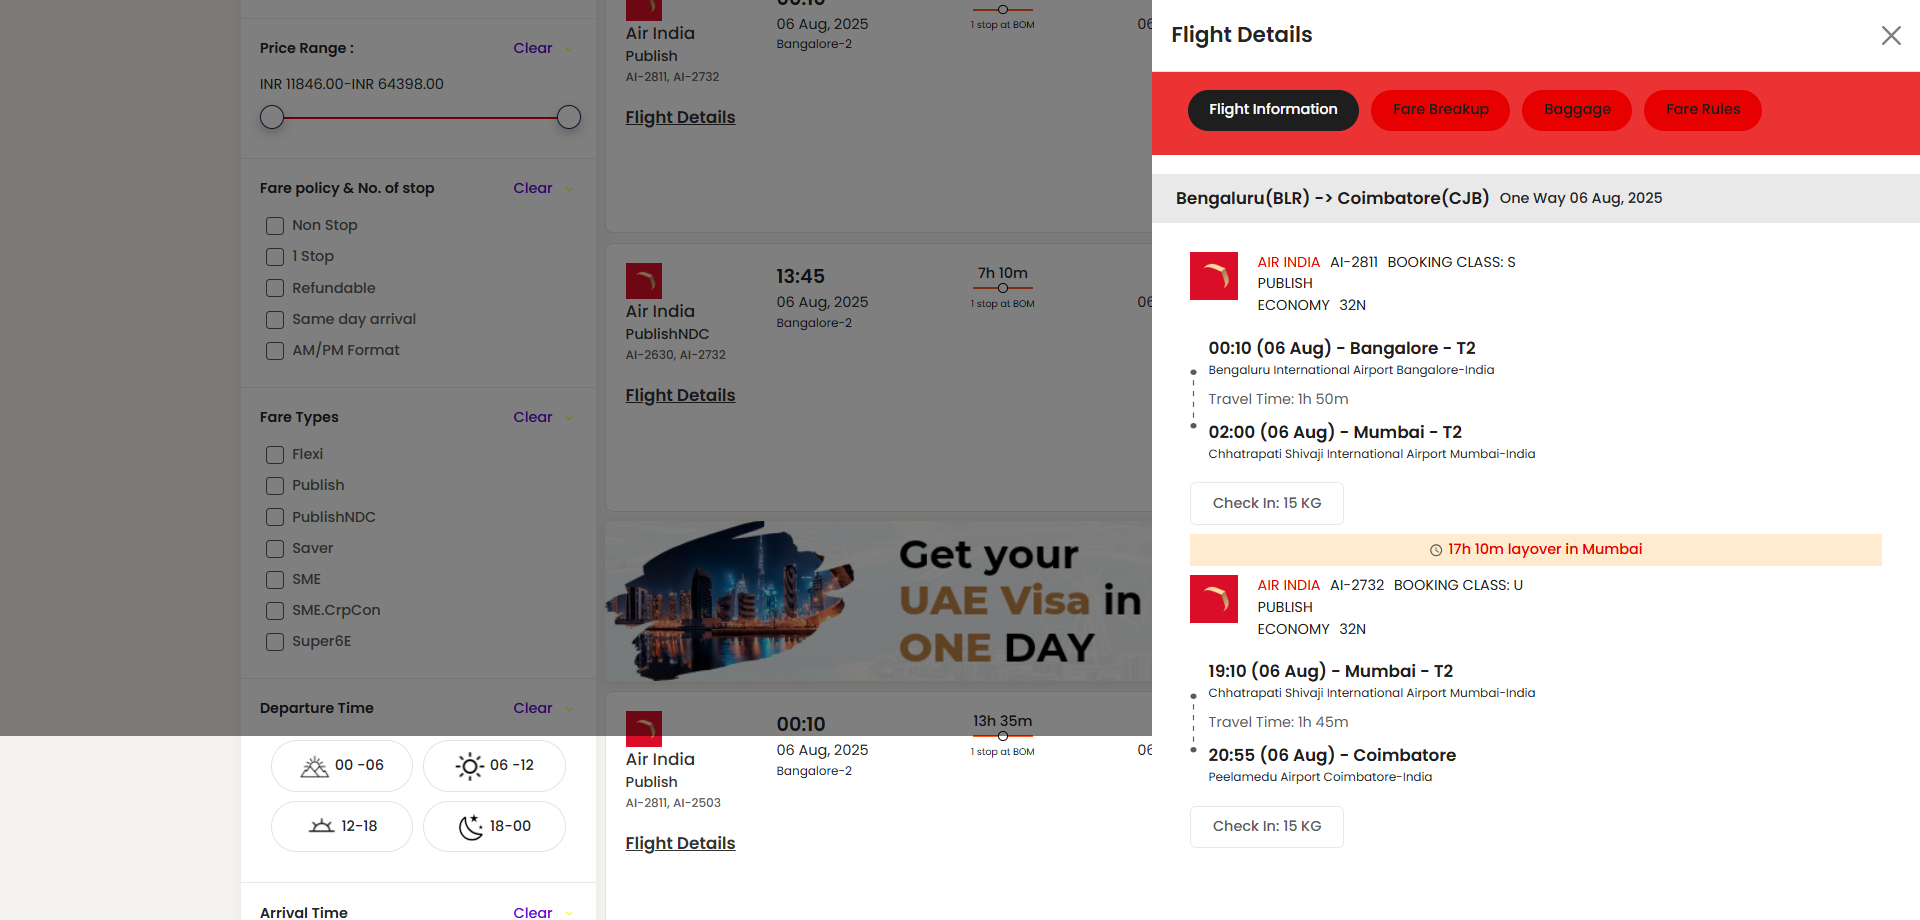 Price Range :
Clear
INR 11846.00-INR 64398.00
Fare policy & No. of stop
Clear
Non Stop
1 Stop
Refundable
Same day arrival
AM/PM Format
Fare Types
Clear
Flexi
Publish
PublishNDC
Saver
SME
SME.CrpCon
Super6E
Departure Time
Clear
00 -06
06 -12
12-18
18-00
Arrival Time
Clear
Air India
Publish
AI-2811, AI-2732
06 Aug, 2025
Bangalore-2
1 stop at BOM
06
Flight Details
Air India
PublishNDC
AI-2630, AI-2732
13:45
06 Aug, 2025
Bangalore-2
7h 10m
1 stop at BOM
06
Flight Details
Get your
UAE Visa in
ONE DAY
Air India
Publish
AI-2811, AI-2503
00:10
06 Aug, 2025
Bangalore-2
13h 35m
1 stop at BOM
06
Flight Details
Flight Details
Flight Information
Fare Breakup
Baggage
Fare Rules
Bengaluru(BLR) -> Coimbatore(CJB) One Way 06 Aug, 2025
AIR INDIA AI-2811 BOOKING CLASS: S
PUBLISH
ECONOMY 32N
00:10 (06 Aug) - Bangalore - T2
Bengaluru International Airport Bangalore-India
Travel Time: 1h 50m
02:00 (06 Aug) - Mumbai - T2
Chhatrapati Shivaji International Airport Mumbai-India
Check In: 15 KG
17h 10m layover in Mumbai
AIR INDIA AI-2732 BOOKING CLASS: U
PUBLISH
ECONOMY 32N
19:10 (06 Aug) - Mumbai - T2
Chhatrapati Shivaji International Airport Mumbai-India
Travel Time: 1h 45m
20:55 (06 Aug) - Coimbatore
Peelamedu Airport Coimbatore-India
Check In: 15 KG